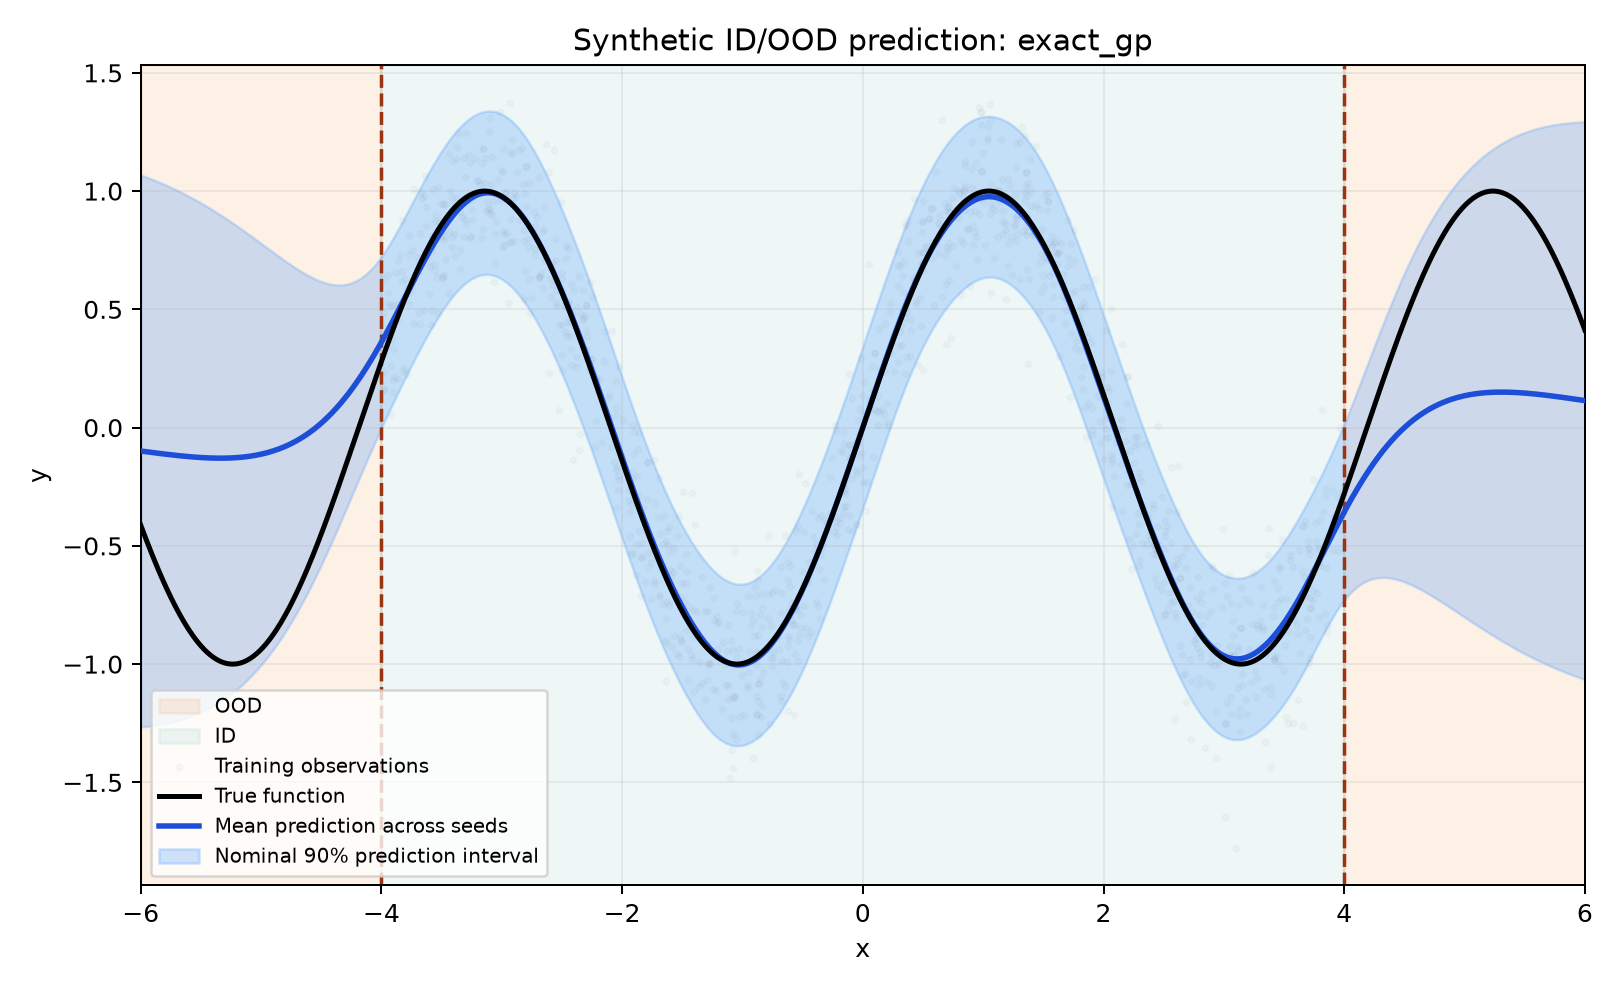 Synthetic ID/OOD prediction: exact_gp
1.5
1.0
0.5
0.0
−0.5
−1.0
−1.5
y
OOD
ID
Training observations
True function
Mean prediction across seeds
Nominal 90% prediction interval
−6 −4 −2 0 2 4 6
x